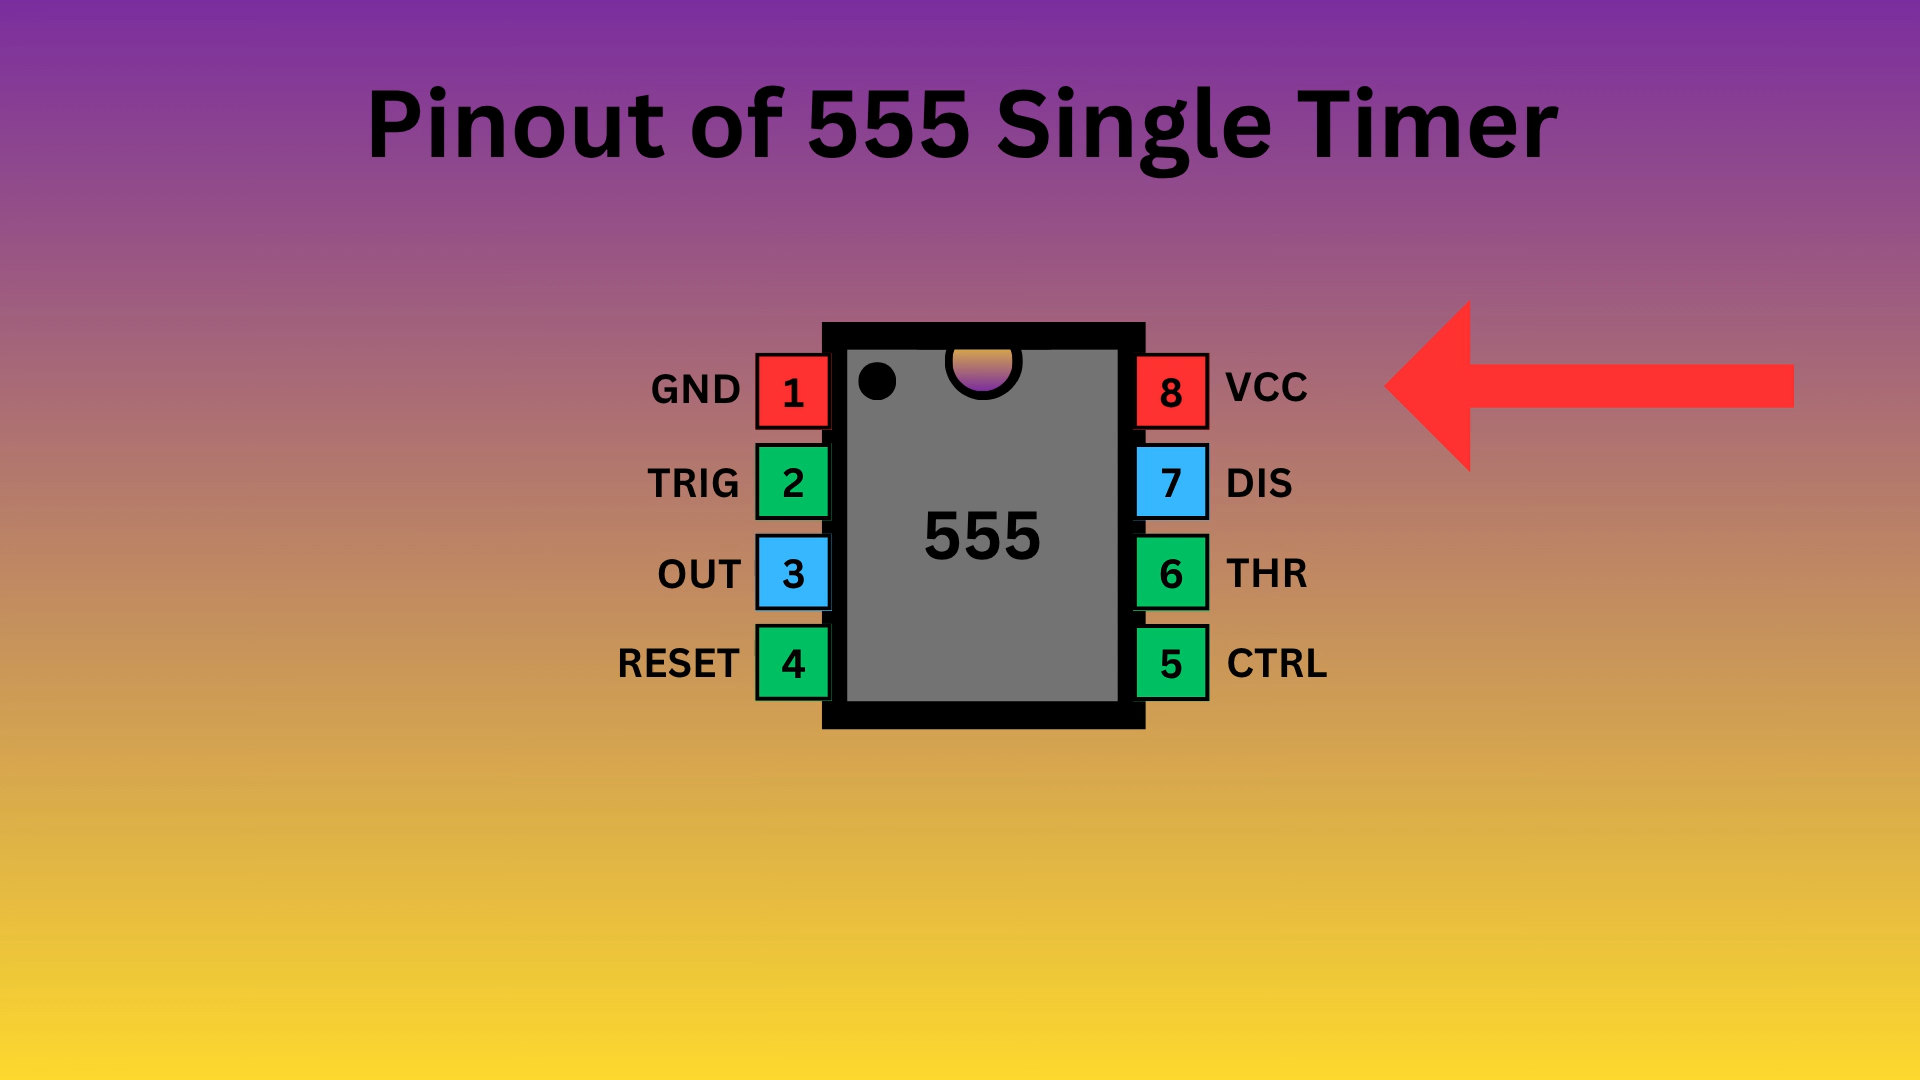 Pinout of 555 Single Timer
GND 1 8 VCC
TRIG 2 7 DIS
555
OUT 3 6 THR
RESET 4 5 CTRL